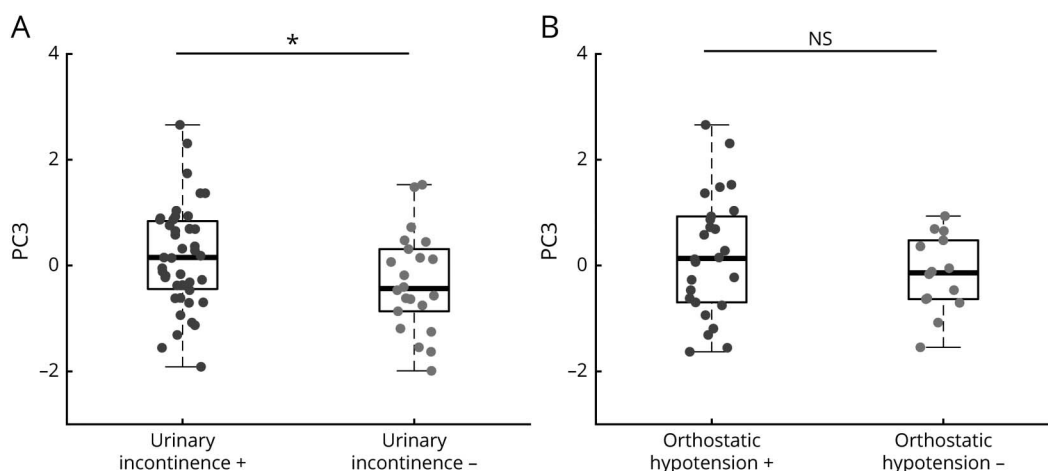 A
4
2
0
–2
PC3
*
Urinary
incontinence +
Urinary
incontinence –
B
4
2
0
–2
PC3
NS
Orthostatic
hypotension +
Orthostatic
hypotension –